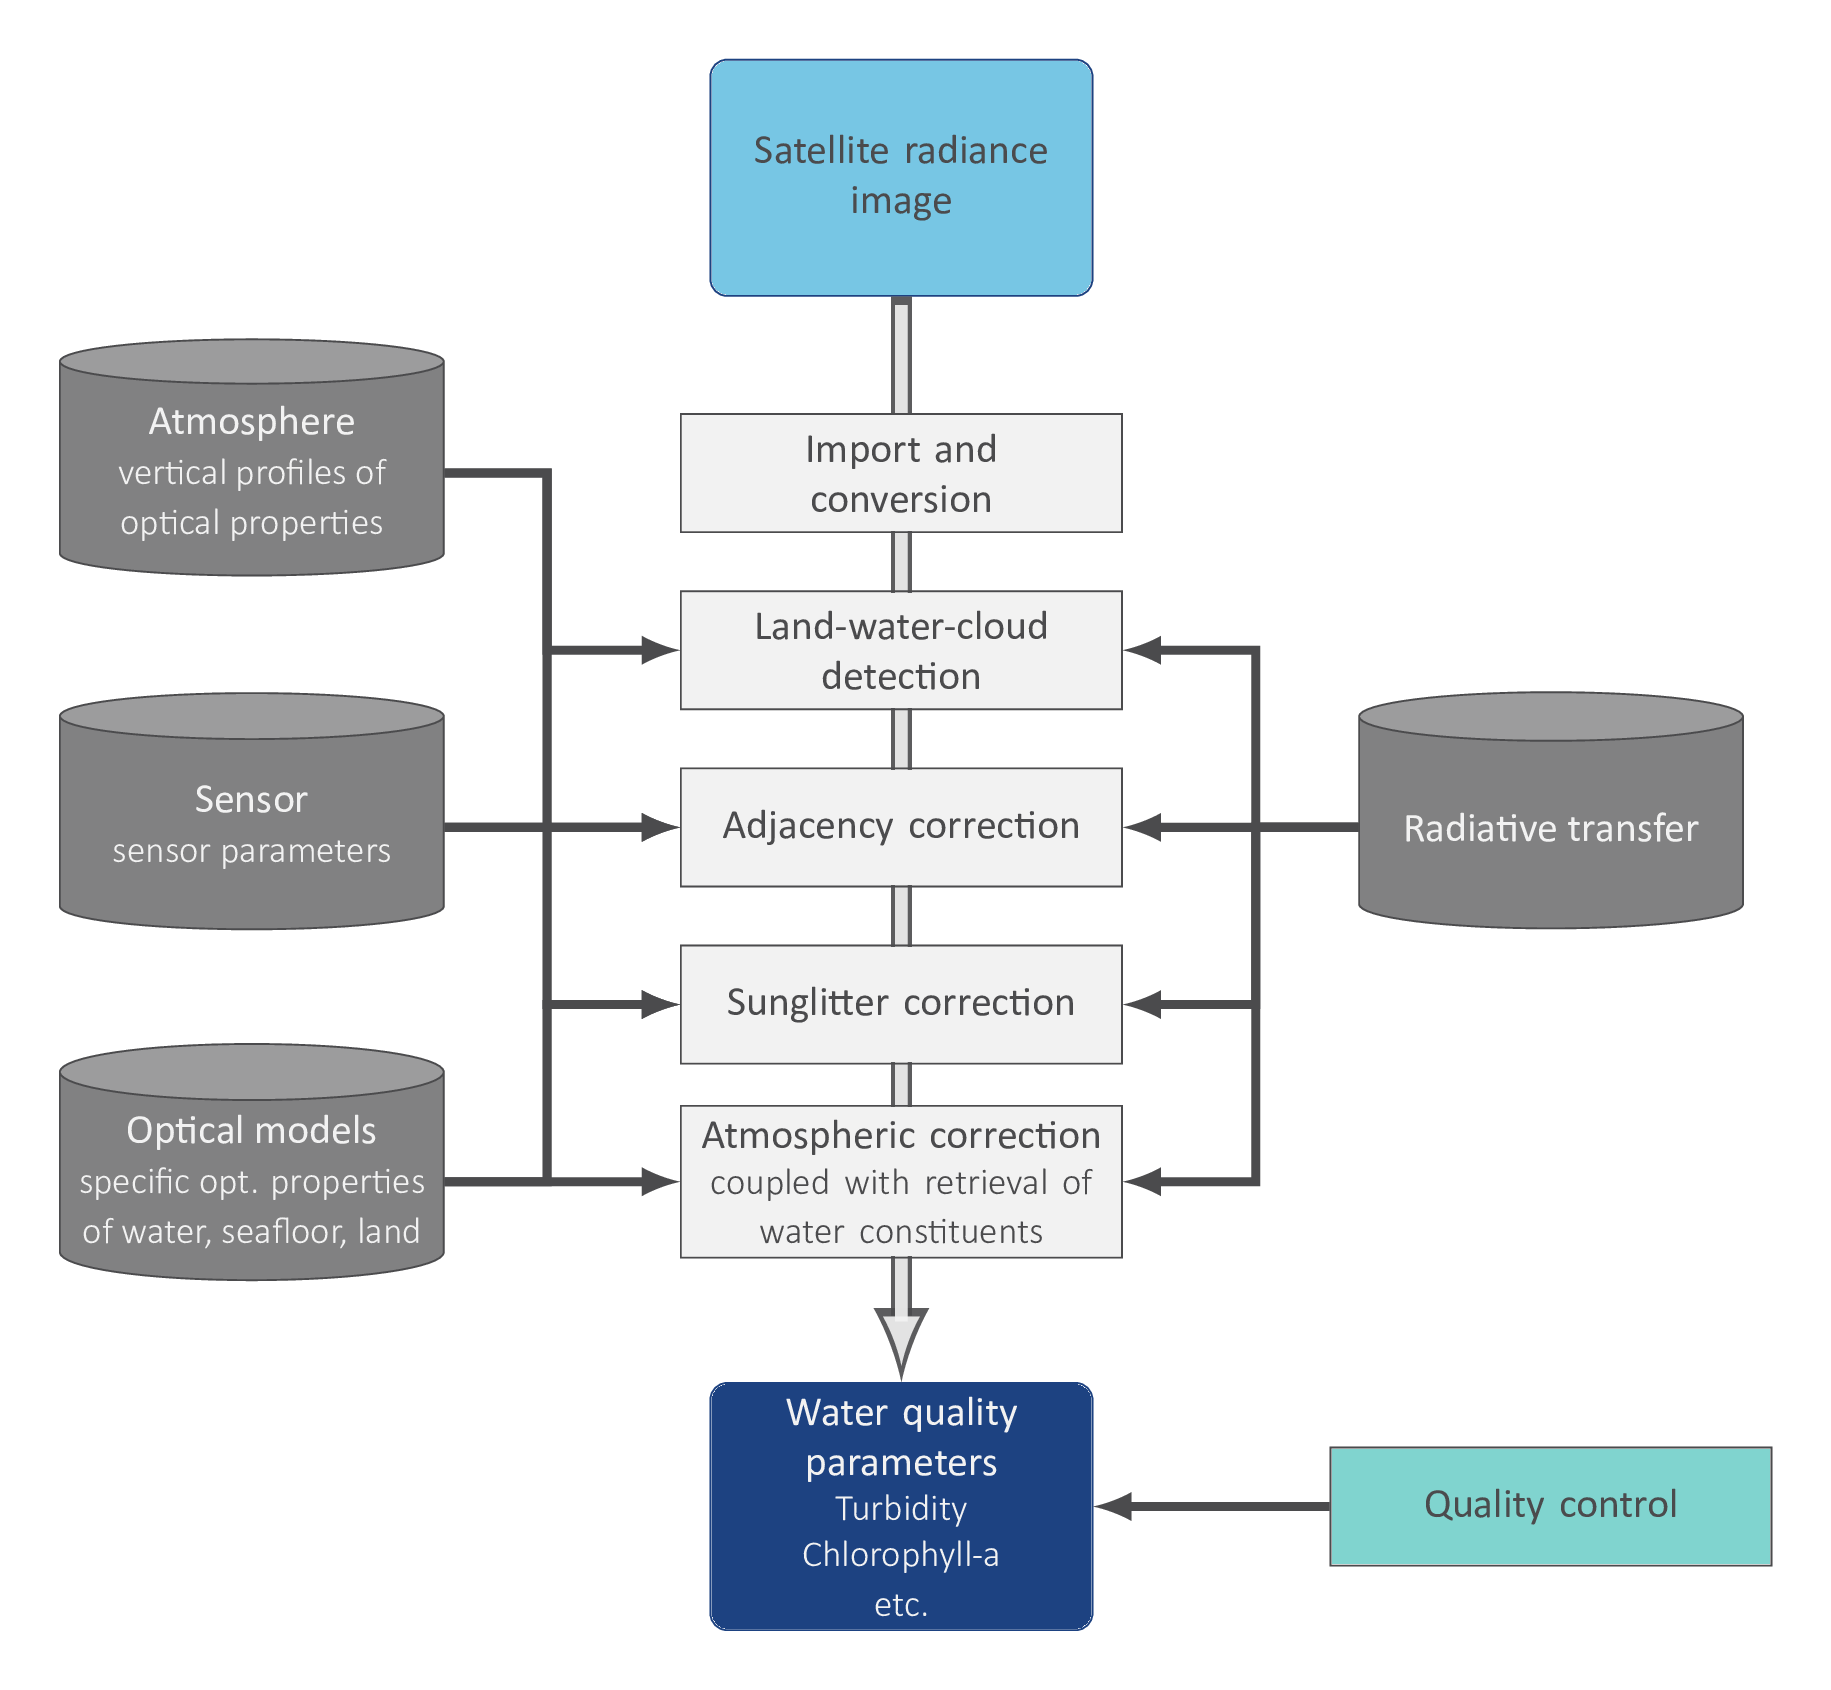 Satellite radiance
image
Atmosphere
vertical profiles of
optical properties
Import and
conversion
Land-water-cloud
detection
Sensor
sensor parameters
Adjacency correction
Radiative transfer
Sunglitter correction
Optical models
specific opt. properties
of water, seafloor, land
Atmospheric correction
coupled with retrieval of
water constituents
Water quality
parameters
Turbidity
Chlorophyll-a
etc.
Quality control